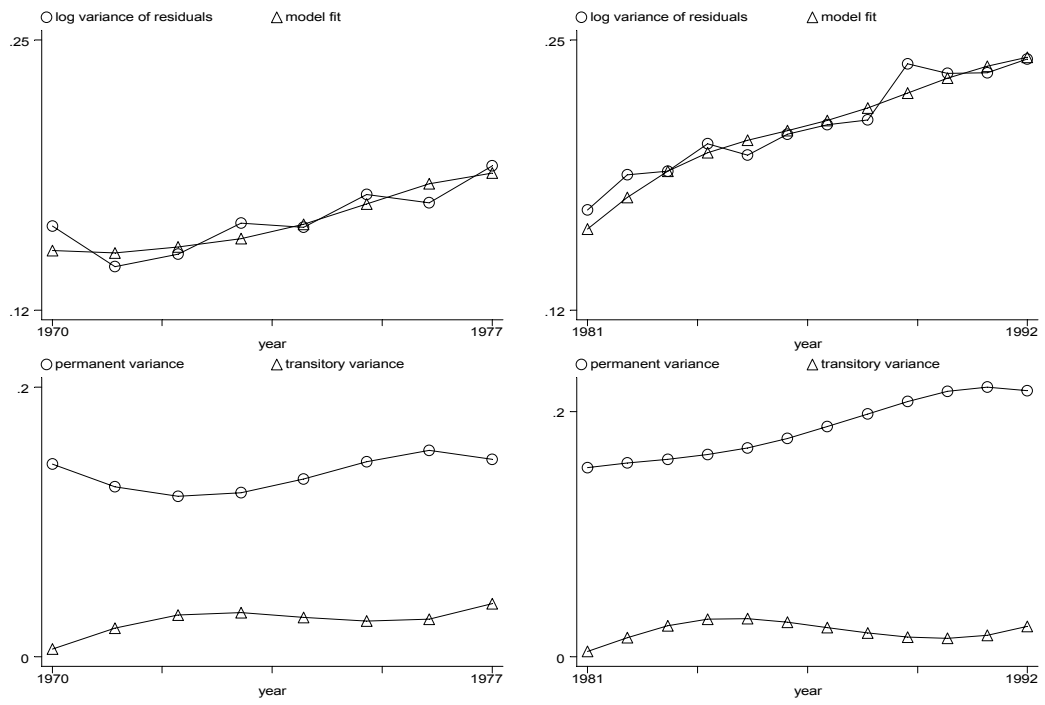 log variance of residuals model fit
.25
.12
1970 1977
year
log variance of residuals model fit
.25
.12
1981 1992
year
permanent variance transitory variance
.2
0
1970 1977
year
permanent variance transitory variance
.2
0
1981 1992
year